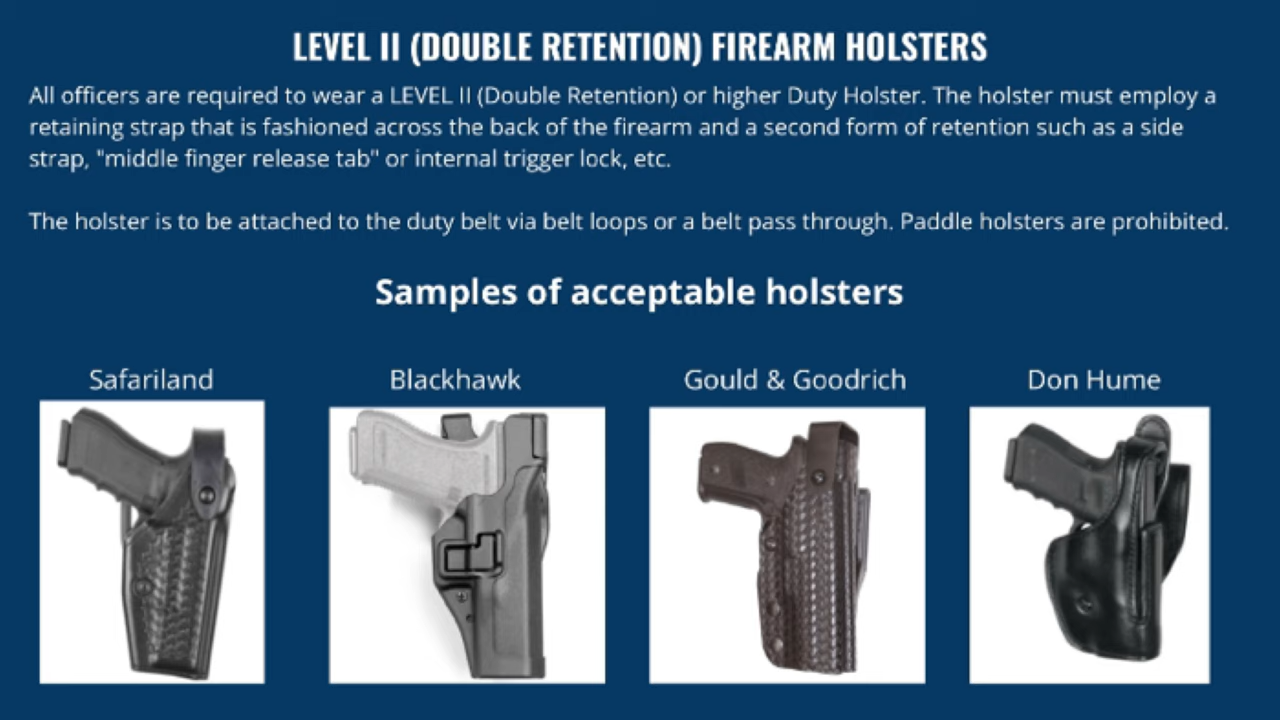 LEVEL II (DOUBLE RETENTION) FIREARM HOLSTERS
All officers are required to wear a LEVEL II (Double Retention) or higher Duty Holster. The holster must employ a
retaining strap that is fashioned across the back of the firearm and a second form of retention such as a side
strap, "middle finger release tab" or internal trigger lock, etc.
The holster is to be attached to the duty belt via belt loops or a belt pass through. Paddle holsters are prohibited.
Samples of acceptable holsters
Safariland
Blackhawk
Gould & Goodrich
Don Hume